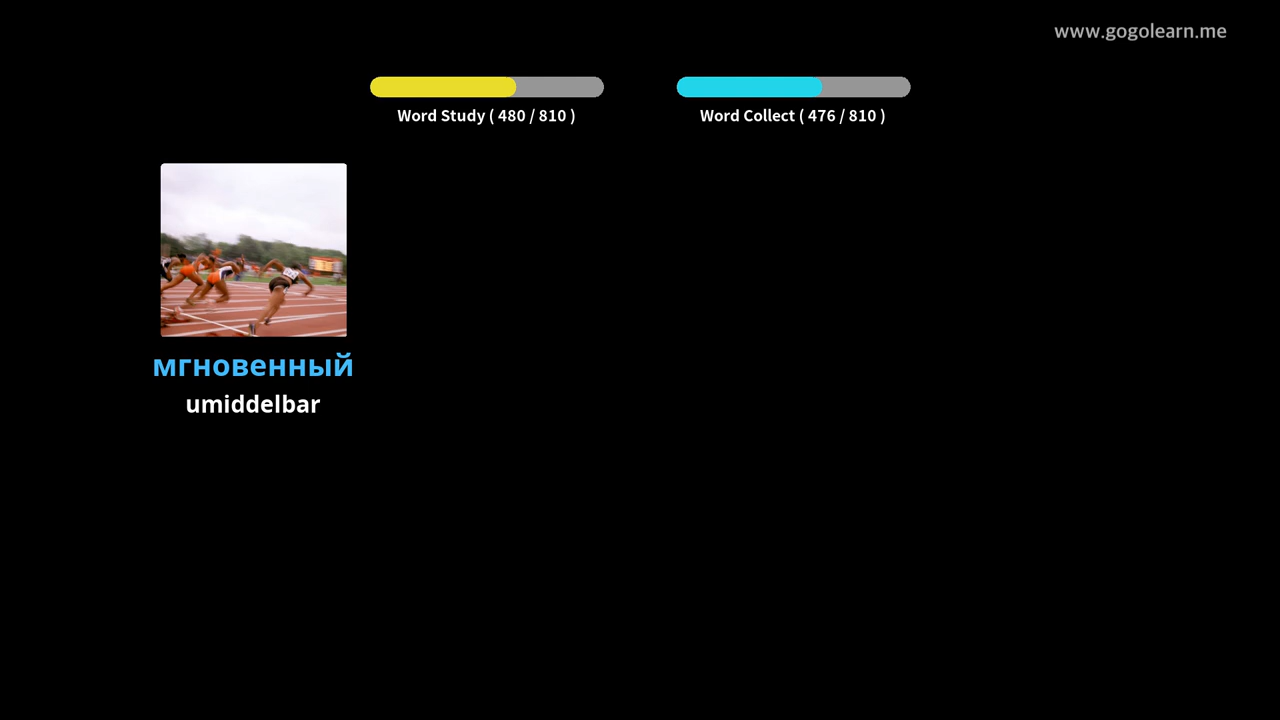 www.gogolearn.me
Word Study ( 480 / 810 )
Word Collect ( 476 / 810 )
мгновенный
umiddelbar